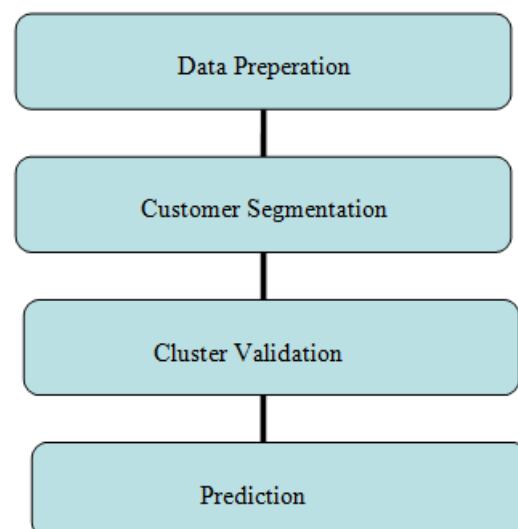 Data Preperation
Customer Segmentation
Cluster Validation
Prediction